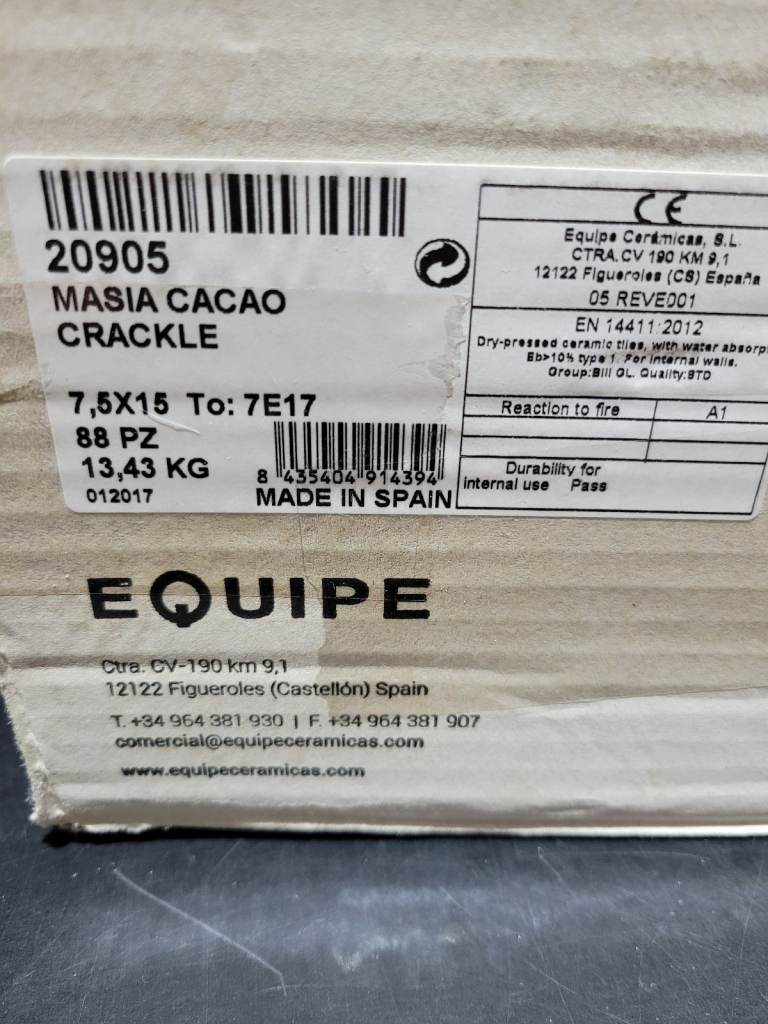 20905
MASIA CACAO
CRACKLE
7,5X15 To: 7E17
88 PZ
13,43 KG
012017
8 435404 914394
MADE IN SPAIN
CE
Equipe Cerámicas, S.L.
CTRA.CV 190 KM 9,1
12122 Figueroles (CS) España
05 REVE001
EN 14411:2012
Dry-pressed ceramic tiles, with water absorp
Eb>10% type 1. For internal walls.
Group:BIII GL. Quality:STD
Reaction to fire A1
Durability for
internal use Pass
EQUIPE
Ctra. CV-190 km 9,1
12122 Figueroles (Castellón) Spain
T. +34 964 381 930 | F. +34 964 381 907
comercial@equipeceramicas.com
www.equipeceramicas.com